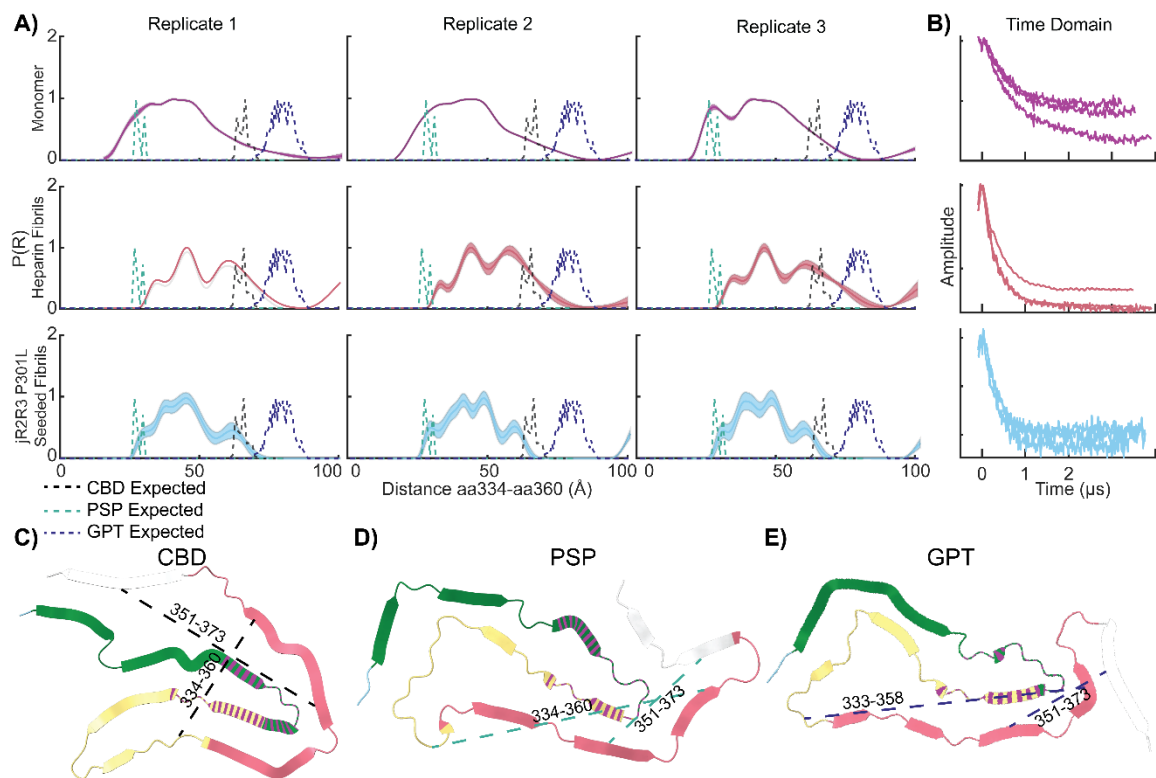 A) Replicate 1 Replicate 2 Replicate 3 B) Time Domain
2
1
0
Monomer
2
1
0
P(R)
Heparin Fibrils
Amplitude
2
1
0
jR2R3 P301L
Seeded Fibrils
0 50 100 0 50 100 0 50 100 0 1 2
Distance aa334-aa360 (Å) Time (µs)
CBD Expected
PSP Expected
GPT Expected
C) CBD D) PSP E) GPT
351-373
334-360
334-360
351-373
333-358
351-373